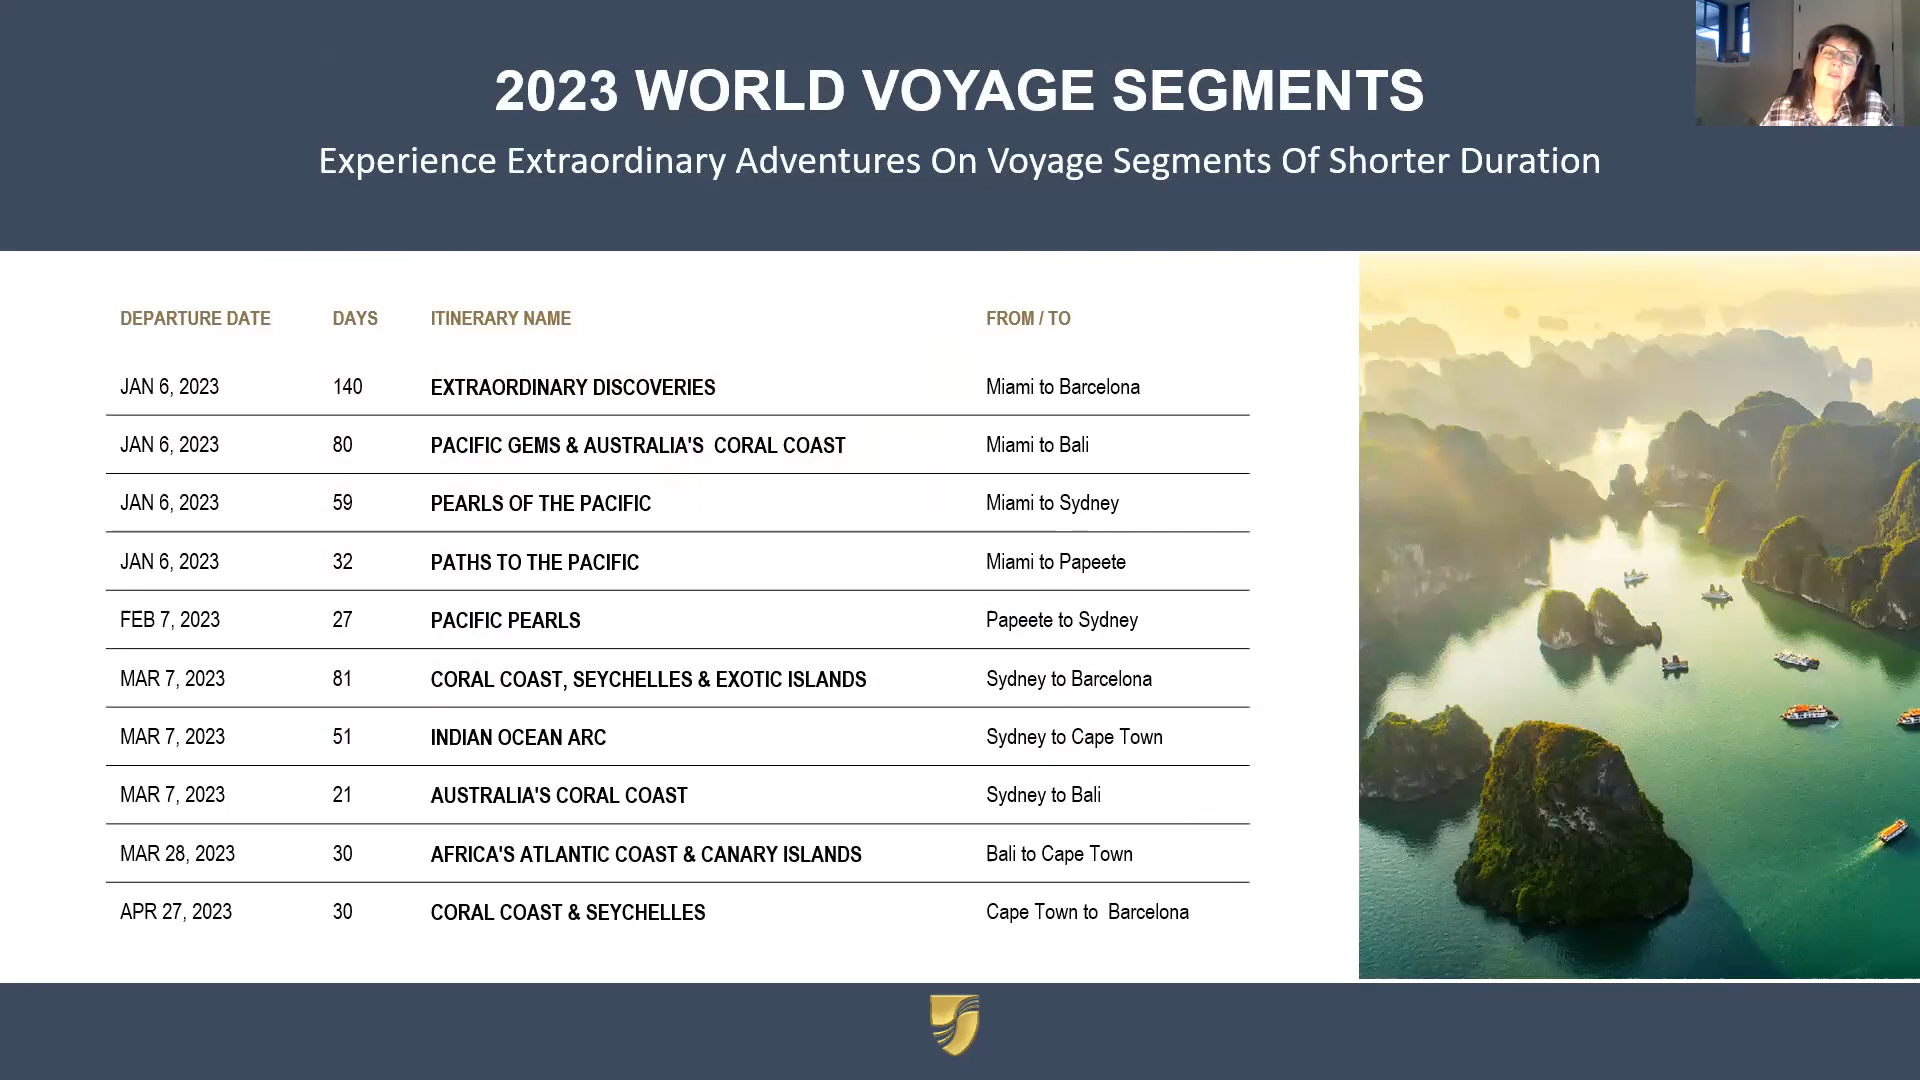 2023 WORLD VOYAGE SEGMENTS
Experience Extraordinary Adventures On Voyage Segments Of Shorter Duration
DEPARTURE DATE DAYS ITINERARY NAME FROM / TO
JAN 6, 2023 140 EXTRAORDINARY DISCOVERIES Miami to Barcelona
JAN 6, 2023 80 PACIFIC GEMS & AUSTRALIA'S CORAL COAST Miami to Bali
JAN 6, 2023 59 PEARLS OF THE PACIFIC Miami to Sydney
JAN 6, 2023 32 PATHS TO THE PACIFIC Miami to Papeete
FEB 7, 2023 27 PACIFIC PEARLS Papeete to Sydney
MAR 7, 2023 81 CORAL COAST, SEYCHELLES & EXOTIC ISLANDS Sydney to Barcelona
MAR 7, 2023 51 INDIAN OCEAN ARC Sydney to Cape Town
MAR 7, 2023 21 AUSTRALIA'S CORAL COAST Sydney to Bali
MAR 28, 2023 30 AFRICA'S ATLANTIC COAST & CANARY ISLANDS Bali to Cape Town
APR 27, 2023 30 CORAL COAST & SEYCHELLES Cape Town to Barcelona